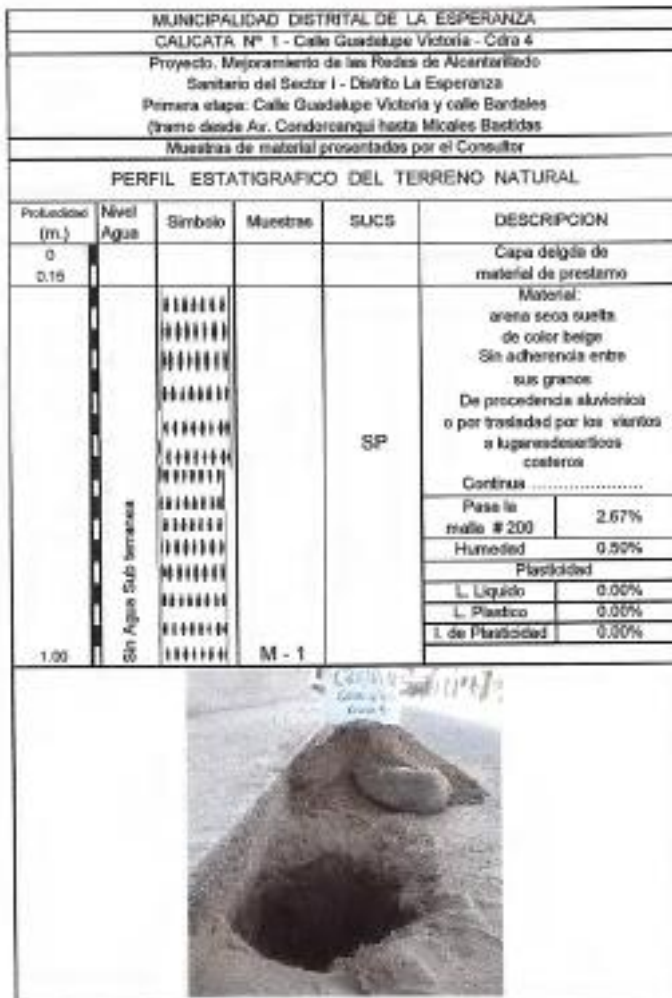 MUNICIPALIDAD DISTRITAL DE LA ESPERANZA
CALICATA Nº 1 - Calle Guadalupe Victoria - Cdra 4
Proyecto. Mejoramiento de las Redes de Alcantarillado
Sanitario del Sector I - Distrito La Esperanza
Primera etapa: Calle Guadalupe Victoria y calle Bardales
(tramo desde Av. Condorcanqui hasta Micales Bastidas
Muestras de material presentadas por el Consultor
PERFIL ESTATIGRAFICO DEL TERRENO NATURAL
Profundidad (m.) Nivel Agua Simbolo Muestras SUCS DESCRIPCION
0 Capa delgda de
0.15 material de prestamo
Material:
arena seca suelta
de color beige
Sin adherencia entre
sus granos
De procedencia aluvionica
o por trasladad por los vientos
SP a lugaresdeserticos
costeros
Continua .....................
Pasa la malla # 200 2.67%
Humedad 0.50%
Plasticidad
L. Liquido 0.00%
L. Plastico 0.00%
I. de Plasticidad 0.00%
Sin Agua Sub terranea
1.00 M - 1